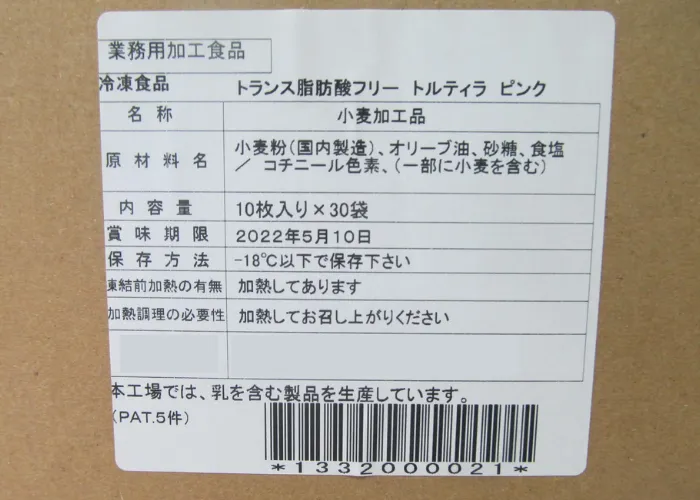 業務用加工食品
冷凍食品 トランス脂肪酸フリー トルティラ ピンク
名称 小麦加工品
原材料名 小麦粉(国内製造)、オリーブ油、砂糖、食塩
／ コチニール色素、(一部に小麦を含む)
内容量 10枚入り×30袋
賞味期限 2022年5月10日
保存方法 -18℃以下で保存下さい
凍結前加熱の有無 加熱してあります
加熱調理の必要性 加熱してお召し上がりください
本工場では、乳を含む製品を生産しています。
(PAT.5件)
*1332000021*